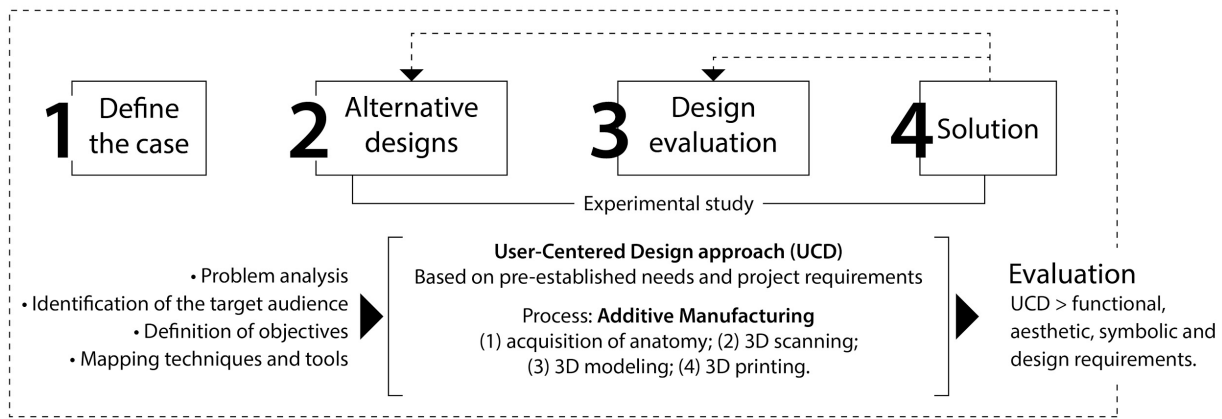 1 Define
the case
2 Alternative
designs
3 Design
evaluation
4 Solution
Experimental study
• Problem analysis
• Identification of the target audience
• Definition of objectives
• Mapping techniques and tools
User-Centered Design approach (UCD)
Based on pre-established needs and project requirements
Process: Additive Manufacturing
(1) acquisition of anatomy; (2) 3D scanning;
(3) 3D modeling; (4) 3D printing.
Evaluation
UCD > functional,
aesthetic, symbolic and
design requirements.